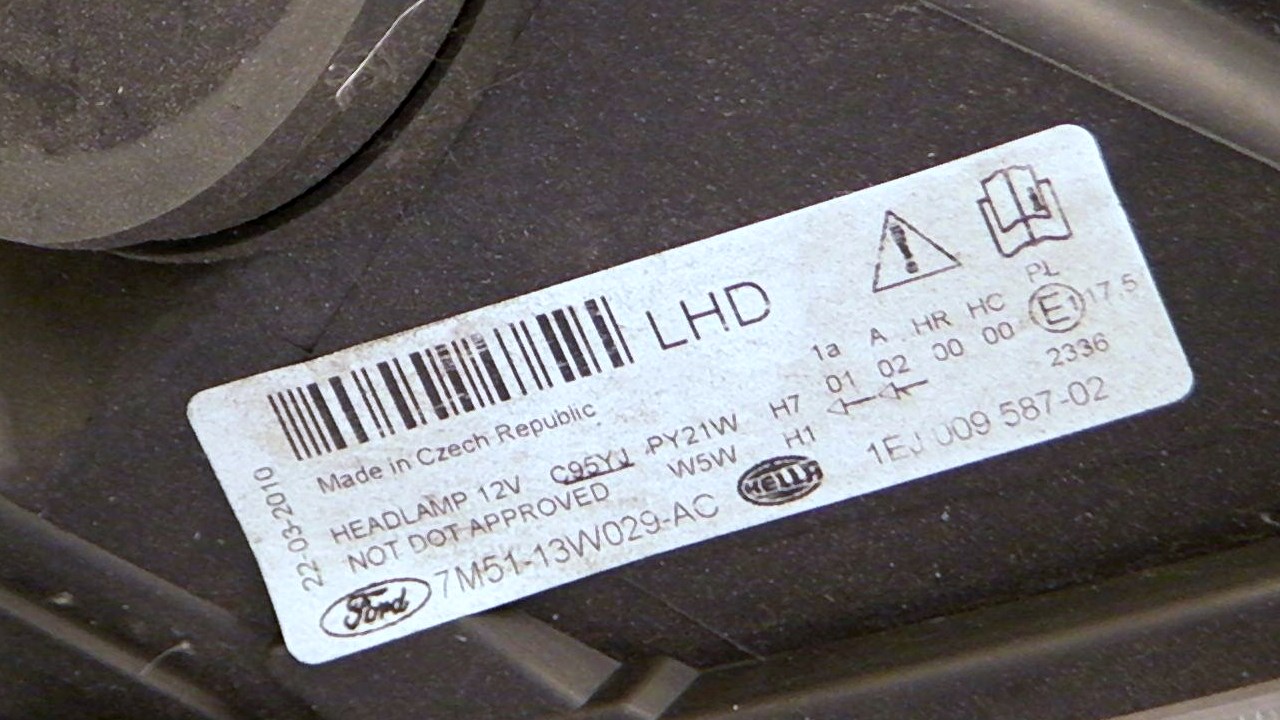 LHD
Made in Czech Republic
22-03-2010
HEADLAMP 12V C95YJ PY21W H7
NOT DOT APPROVED W5W H1
1a A HR HC PL
01 02 00 00 E1 17.5
2336
Ford 7M51-13W029-AC HELLA 1EJ 009 587-02